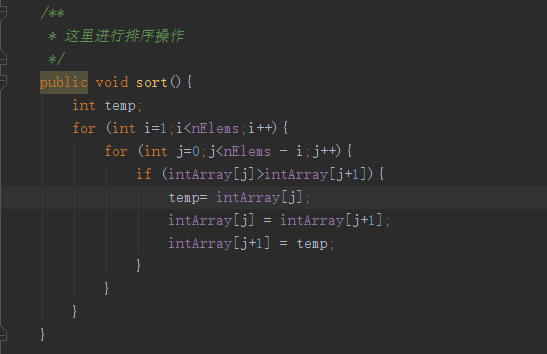 /**
 * 这里进行排序操作
 */
public void sort(){
    int temp;
    for (int i=1;i<nElems;i++){
        for (int j=0;j<nElems - i;j++){
            if (intArray[j]>intArray[j+1]){
                temp= intArray[j];
                intArray[j] = intArray[j+1];
                intArray[j+1] = temp;
            }
        }
    }
}